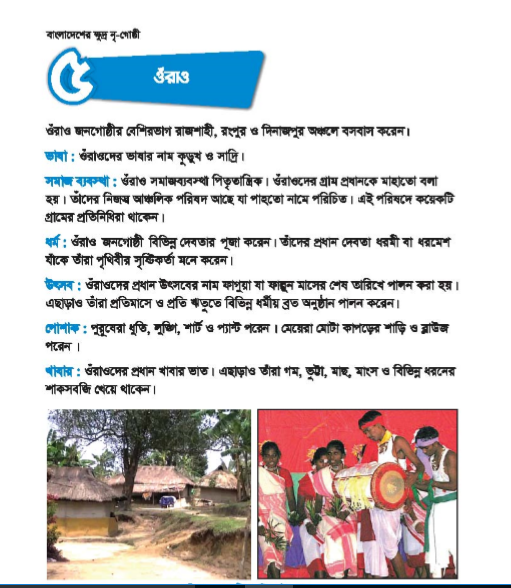 বাংলাদেশের ক্ষুদ্র নৃ-গোষ্ঠী
৫
ওঁরাও
ওঁরাও জনগোষ্ঠীর বেশিরভাগ রাজশাহী, রংপুর ও দিনাজপুর অঞ্চলে বসবাস করেন।
ভাষা : ওঁরাওদের ভাষার নাম কুড়ুখ ও সাদ্রি।
সমাজ ব্যবস্থা : ওঁরাও সমাজব্যবস্থা পিতৃতান্ত্রিক। ওঁরাওদের গ্রাম প্রধানকে মাহাতো বলা
হয়। তাঁদের নিজস্ব আঞ্চলিক পরিষদ আছে যা পাহতো নামে পরিচিত। এই পরিষদে কয়েকটি
গ্রামের প্রতিনিধিরা থাকেন।
ধর্ম : ওঁরাও জনগোষ্ঠী বিভিন্ন দেবতার পূজা করেন। তাঁদের প্রধান দেবতা ধরমী বা ধরমেশ
যাঁকে তাঁরা পৃথিবীর সৃষ্টিকর্তা মনে করেন।
উৎসব : ওঁরাওদের প্রধান উৎসবের নাম ফাগুয়া যা ফাল্গুন মাসের শেষ তারিখে পালন করা হয়।
এছাড়াও তাঁরা প্রতিমাসে ও প্রতি ঋতুতে বিভিন্ন ধর্মীয় ব্রত অনুষ্ঠান পালন করেন।
পোশাক : পুরুষেরা ধুতি, লুঙ্গি, শার্ট ও প্যান্ট পরেন। মেয়েরা মোটা কাপড়ের শাড়ি ও ব্লাউজ
পরেন ।
খাবার : ওঁরাওদের প্রধান খাবার ভাত। এছাড়াও তাঁরা গম, ভুট্টা, মাছ, মাংস ও বিভিন্ন ধরনের
শাকসবজি খেয়ে থাকেন।